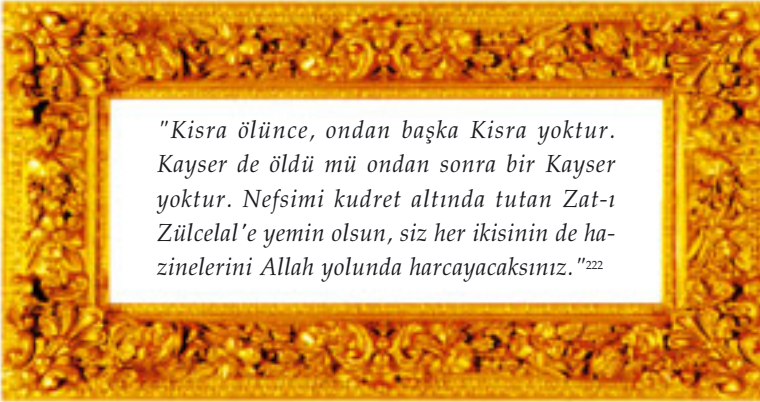 "Kisra ölünce, ondan başka Kisra yoktur.
Kayser de öldü mü ondan sonra bir Kayser
yoktur. Nefsimi kudret altında tutan Zat-ı
Zülcelal'e yemin olsun, siz her ikisinin de ha-
zinelerini Allah yolunda harcayacaksınız."222